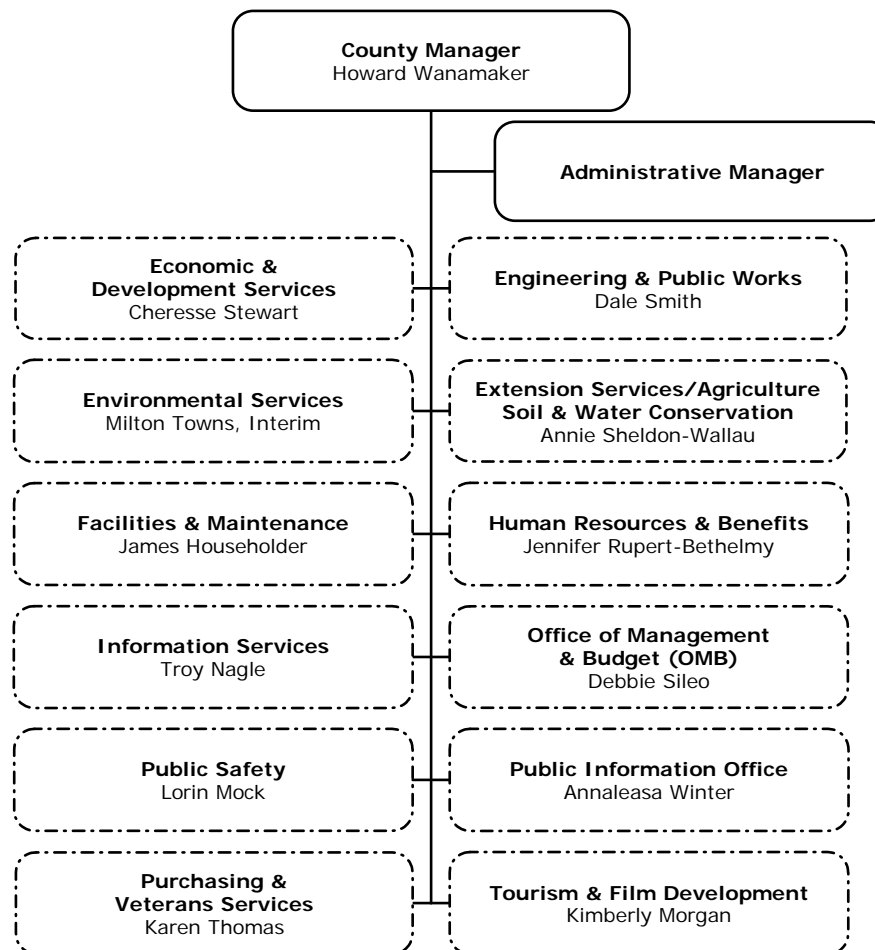 County Manager
Howard Wanamaker
Administrative Manager
Economic &
Development Services
Cheresse Stewart
Engineering & Public Works
Dale Smith
Environmental Services
Milton Towns, Interim
Extension Services/Agriculture
Soil & Water Conservation
Annie Sheldon-Wallau
Facilities & Maintenance
James Householder
Human Resources & Benefits
Jennifer Rupert-Bethelmy
Information Services
Troy Nagle
Office of Management
& Budget (OMB)
Debbie Sileo
Public Safety
Lorin Mock
Public Information Office
Annaleasa Winter
Purchasing &
Veterans Services
Karen Thomas
Tourism & Film Development
Kimberly Morgan